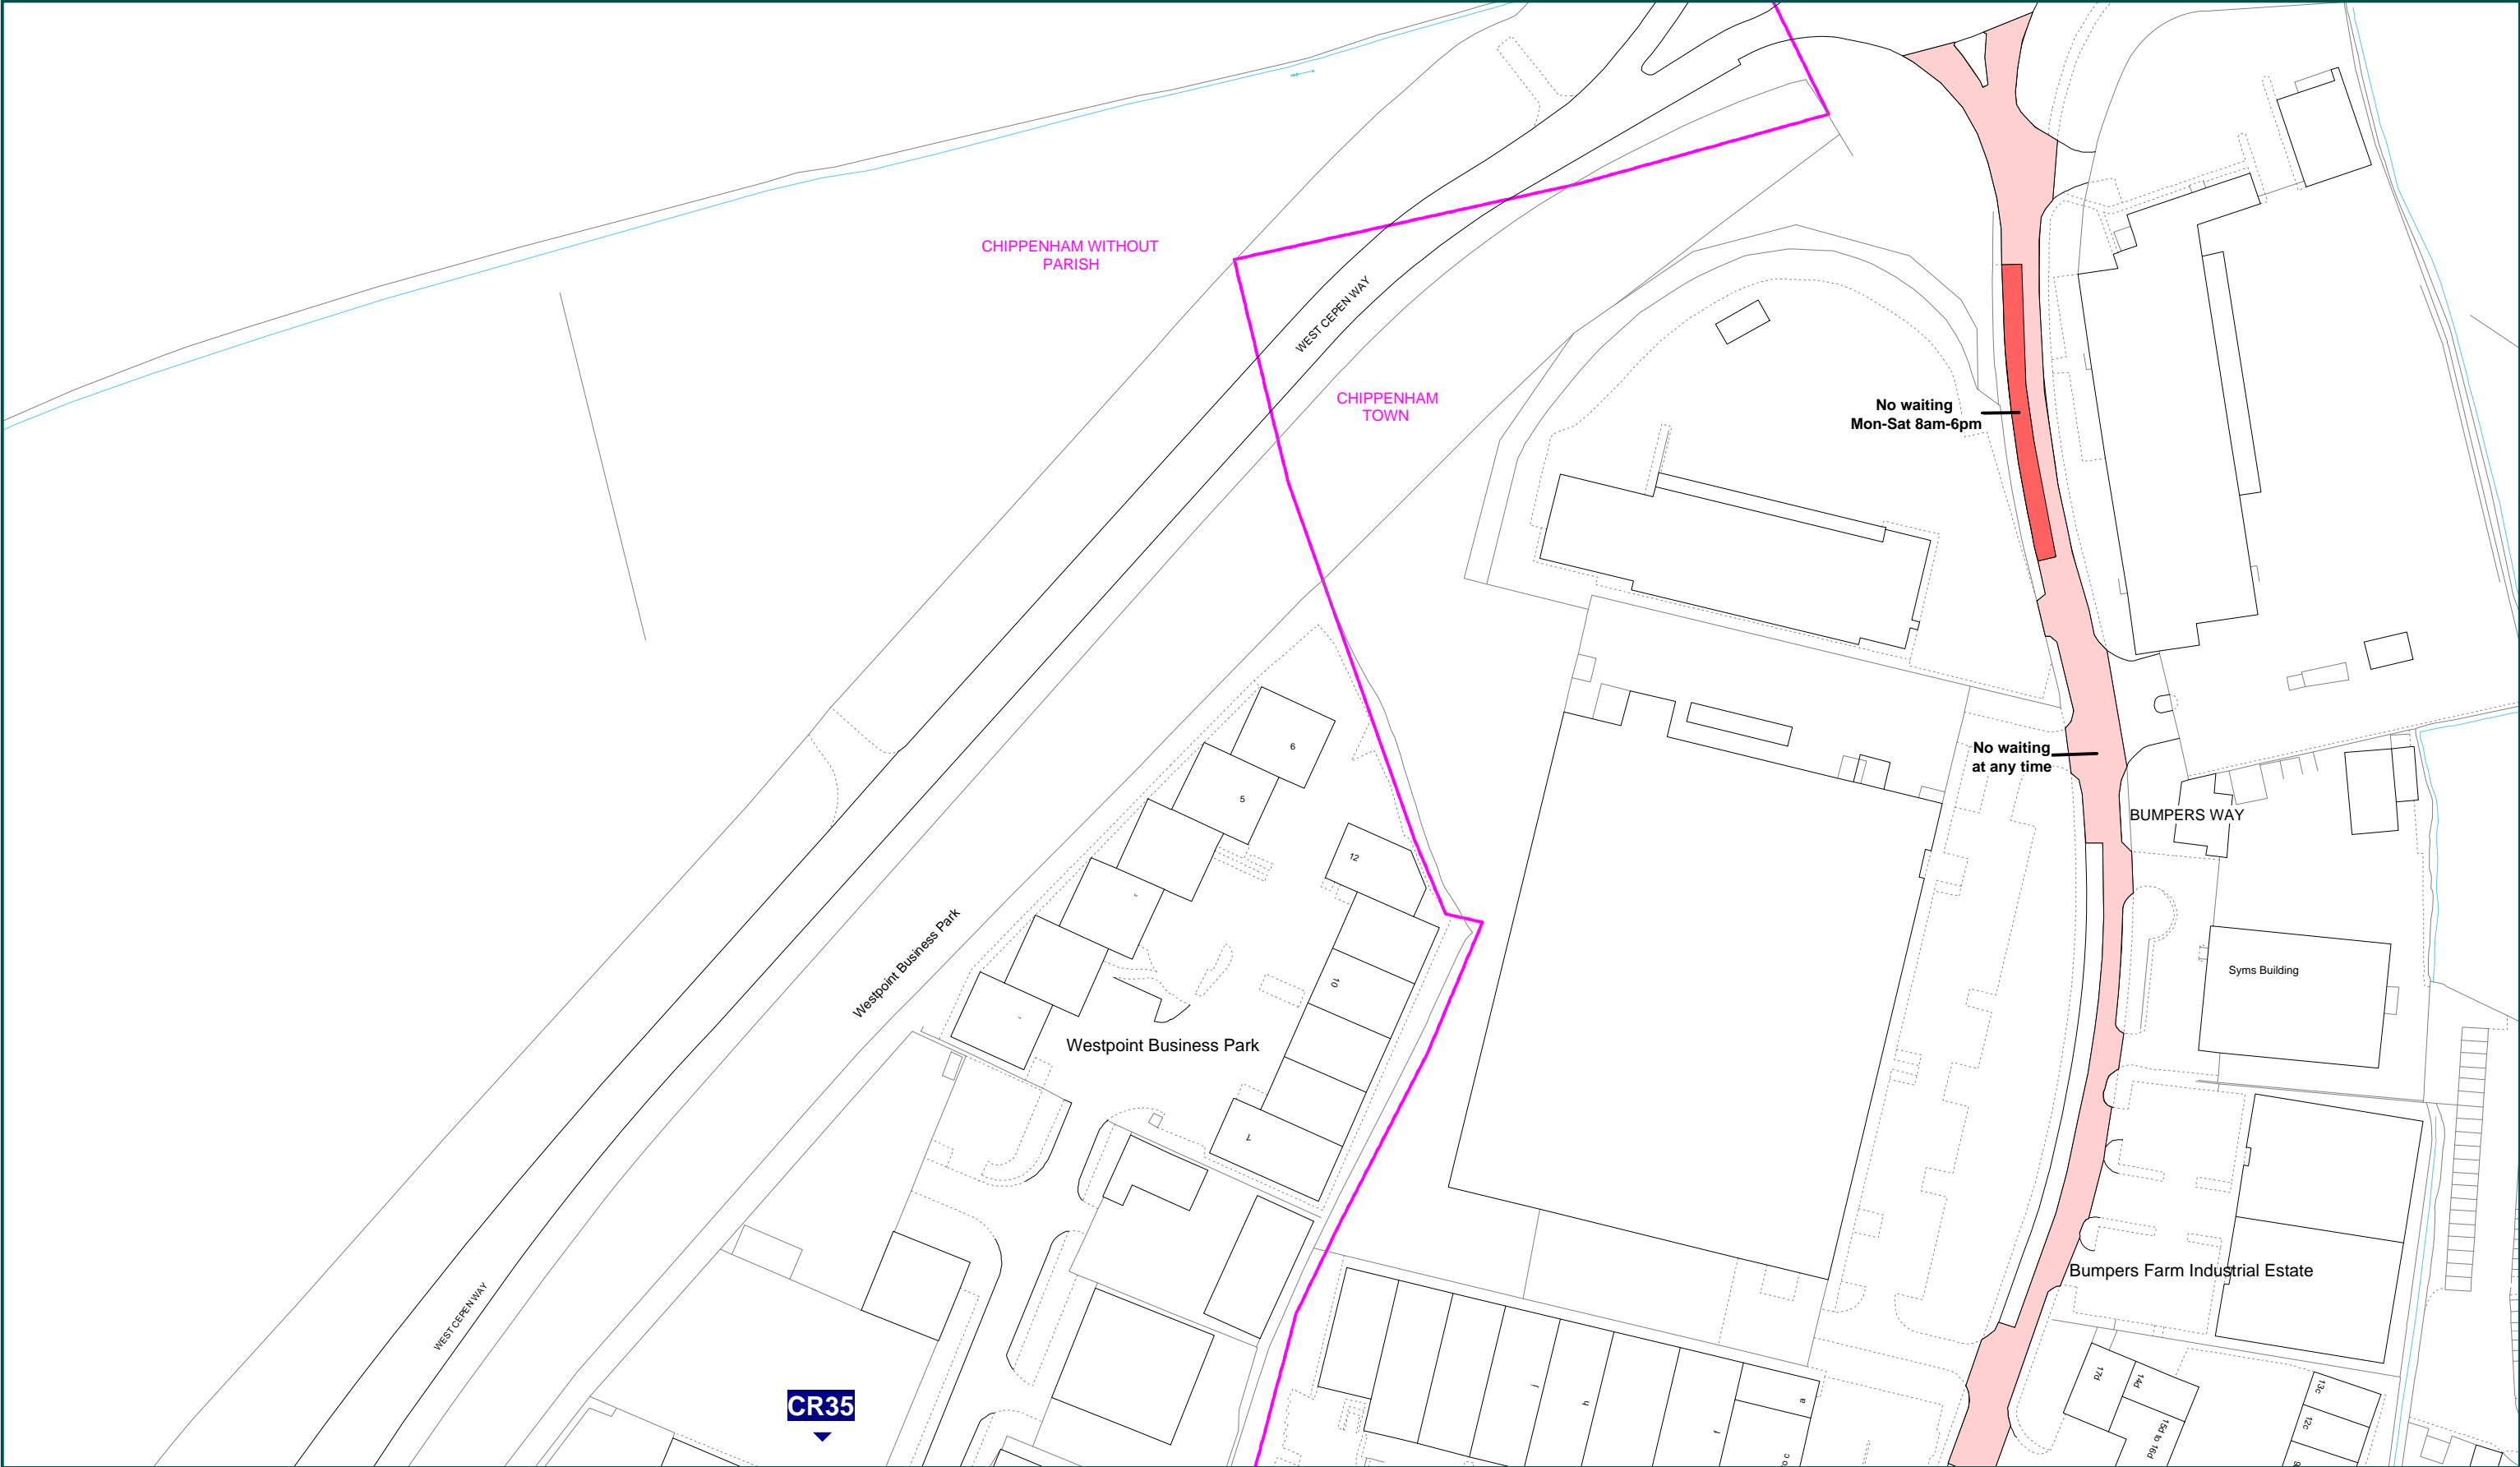 CHIPPENHAM WITHOUT
PARISH
WEST CEPEN WAY
CHIPPENHAM
TOWN
No waiting
Mon-Sat 8am-6pm
6
5
No waiting
at any time
BUMPERS WAY
12
Westpoint Business Park
10
Syms Building
Westpoint Business Park
7
Bumpers Farm Industrial Estate
WEST CEPEN WAY
CR35
17d
14d
15d to 16d
13c
12c
h
f
a